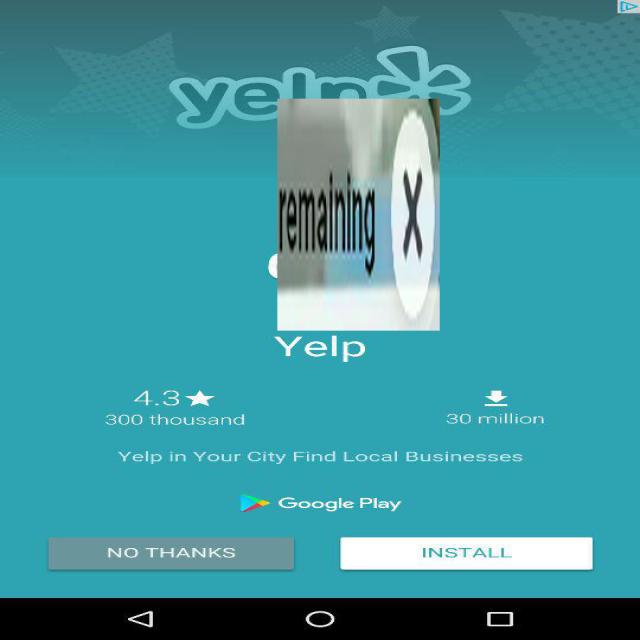 yelp
remaining X
Yelp
4.3
300 thousand
30 million
Yelp in Your City Find Local Businesses
Google Play
NO THANKS
INSTALL